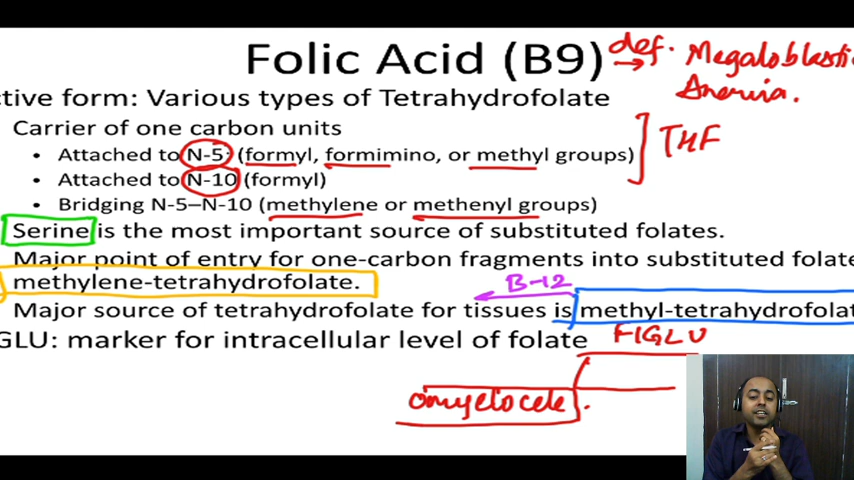 Folic Acid (B9) def. → Megaloblastic
Anemia.
ctive form: Various types of Tetrahydrofolate
Carrier of one carbon units
• Attached to N-5 (formyl, formimino, or methyl groups)
THF
• Attached to N-10 (formyl)
• Bridging N-5–N-10 (methylene or methenyl groups)
Serine is the most important source of substituted folates.
Major point of entry for one-carbon fragments into substituted folate
methylene-tetrahydrofolate.
B-12
Major source of tetrahydrofolate for tissues is methyl-tetrahydrofolat
GLU: marker for intracellular level of folate
FIGLU
omyelocele